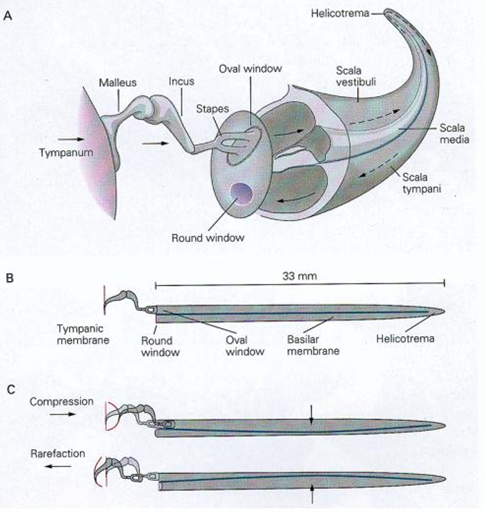 A
Helicotrema
Oval window
Scala
vestibuli
Malleus
Incus
Stapes
Scala
media
Tympanum
Scala
tympani
Round window
B
33 mm
Tympanic
membrane
Round
window
Oval
window
Basilar
membrane
Helicotrema
C
Compression
Rarefaction